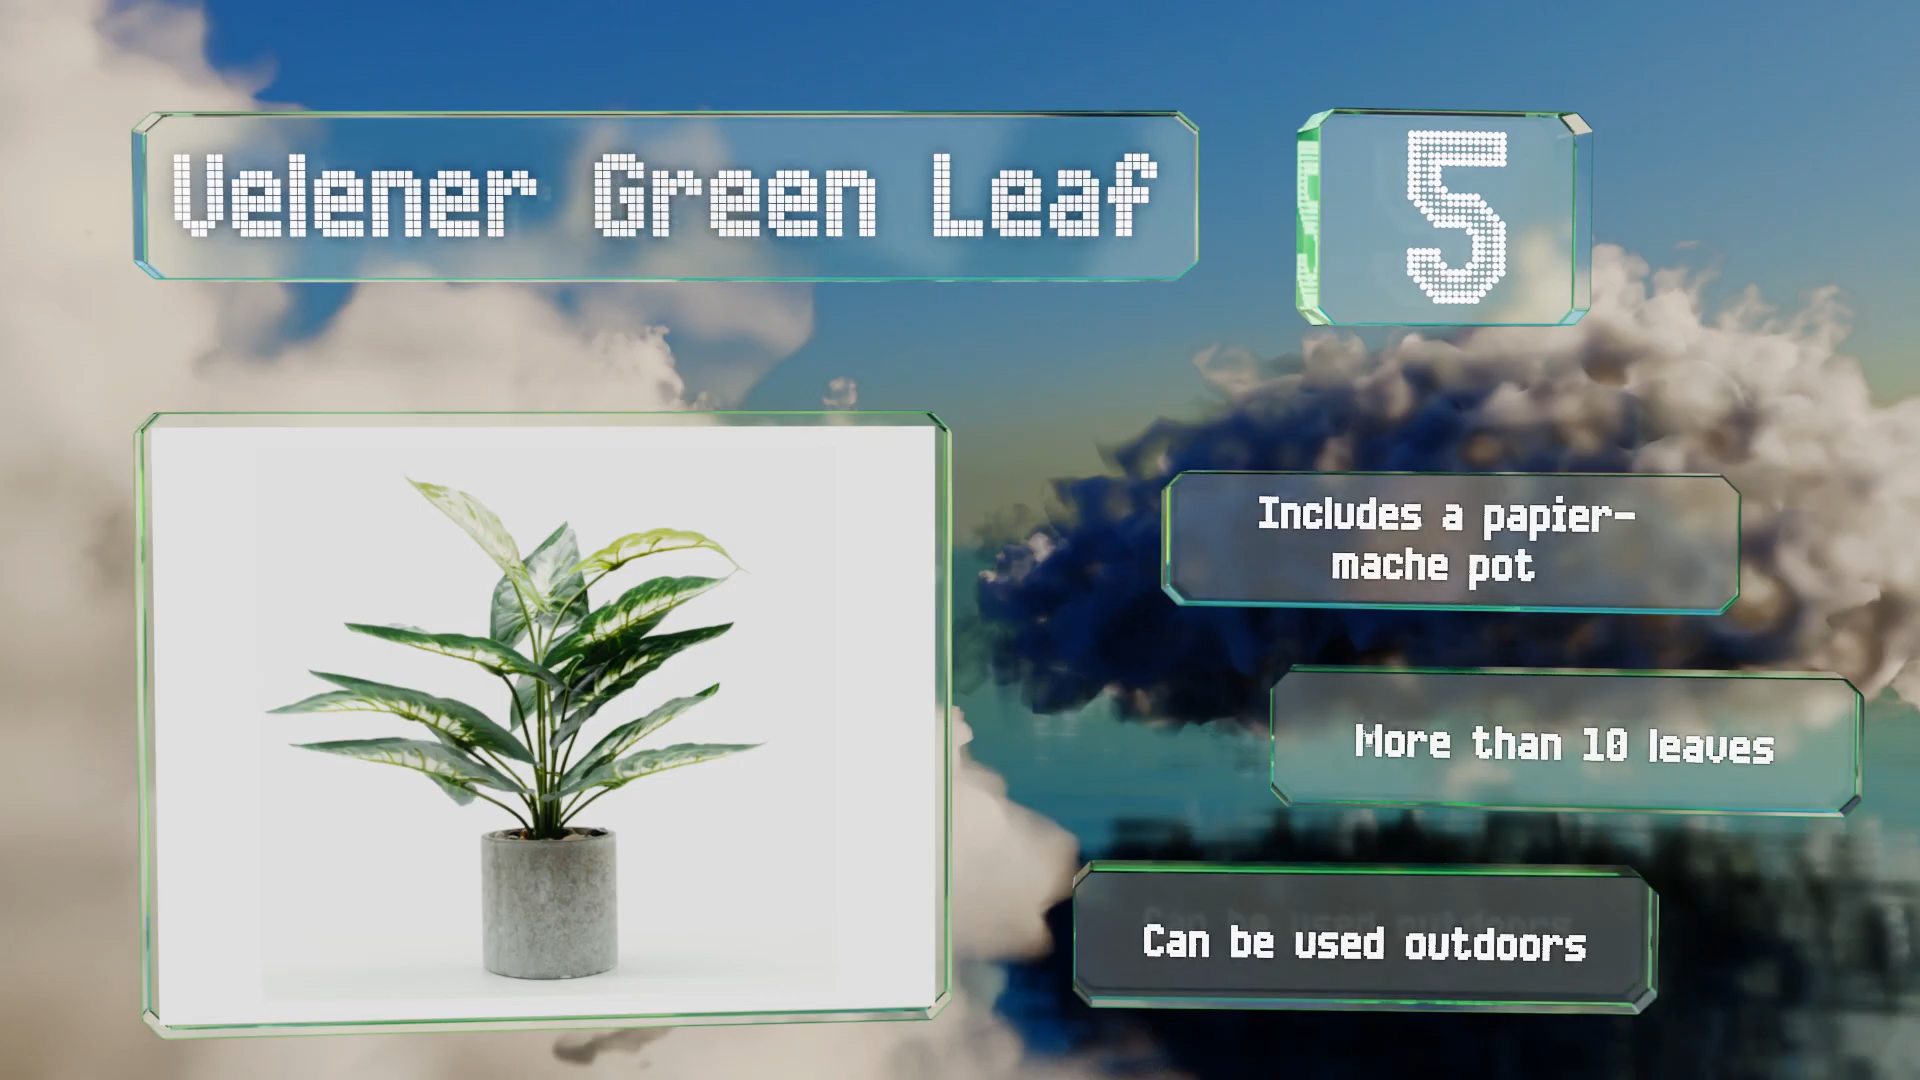 Velener Green Leaf
5
Includes a papier-
mache pot
More than 10 leaves
Can be used outdoors